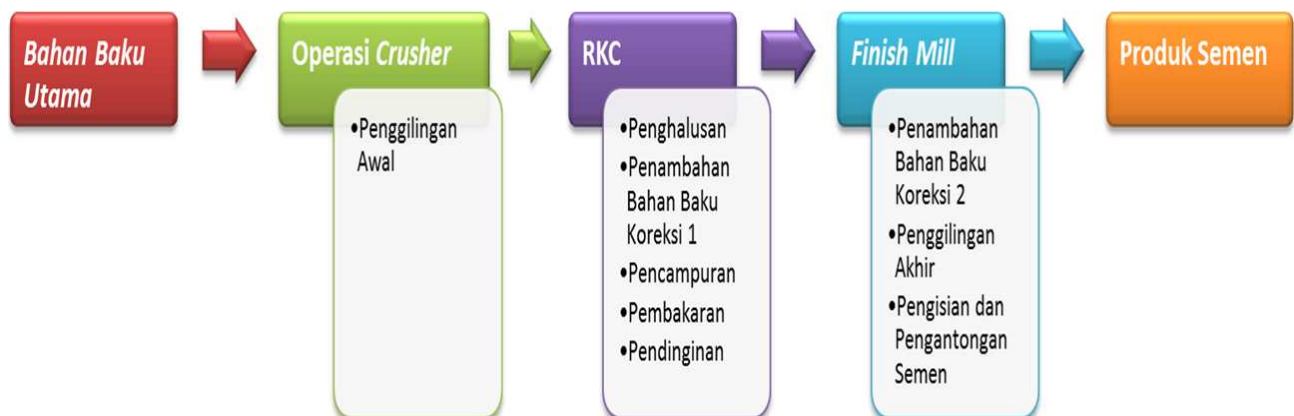 Bahan Baku
Utama
Operasi Crusher
•Penggilingan
Awal
RKC
•Penghalusan
•Penambahan
Bahan Baku
Koreksi 1
•Pencampuran
•Pembakaran
•Pendinginan
Finish Mill
•Penambahan
Bahan Baku
Koreksi 2
•Penggilingan
Akhir
•Pengisian dan
Pengantongan
Semen
Produk Semen